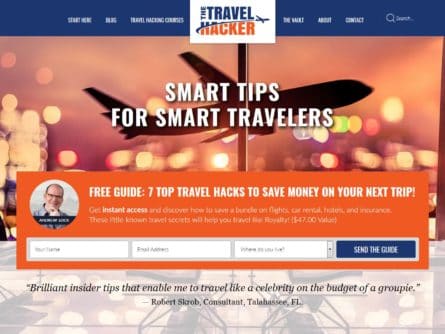 START HERE
BLOG
TRAVEL HACKING COURSES
THE TRAVEL
HACKER
THE VAULT
ABOUT
CONTACT
Search...
SMART TIPS
FOR SMART TRAVELERS
FREE GUIDE: 7 TOP TRAVEL HACKS TO SAVE MONEY ON YOUR NEXT TRIP!
Get instant access and discover how to save a bundle on flights, car rental, hotels, and insurance.
These little known travel secrets will help you travel like Royalty! ($47.00 Value)
Your Name
Email Address
Where do you live?
SEND THE GUIDE
“Brilliant insider tips that enable me to travel like a celebrity on the budget of a groupie.”
— Robert Skrob, Consultant, Talahassee, FL